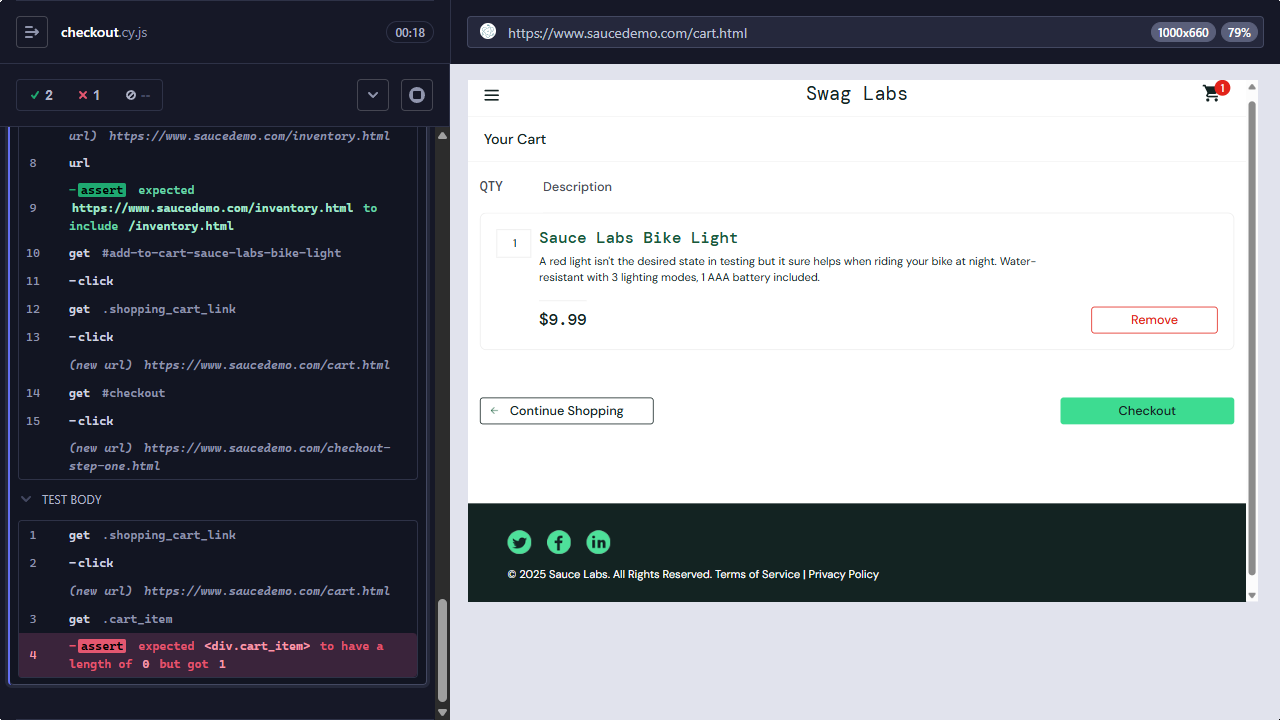 checkout.cy.js
00:18
2
1
--
url) https://www.saucedemo.com/inventory.html
8 url
-assert expected
9 https://www.saucedemo.com/inventory.html to
include /inventory.html
10 get #add-to-cart-sauce-labs-bike-light
11 -click
12 get .shopping_cart_link
13 -click
(new url) https://www.saucedemo.com/cart.html
14 get #checkout
15 -click
(new url) https://www.saucedemo.com/checkout-
step-one.html
TEST BODY
1 get .shopping_cart_link
2 -click
(new url) https://www.saucedemo.com/cart.html
3 get .cart_item
4 -assert expected <div.cart_item> to have a
length of 0 but got 1
https://www.saucedemo.com/cart.html
1000x660
79%
Swag Labs
1
Your Cart
QTY Description
1
Sauce Labs Bike Light
A red light isn't the desired state in testing but it sure helps when riding your bike at night. Water-
resistant with 3 lighting modes, 1 AAA battery included.
$9.99
Remove
Continue Shopping
Checkout
© 2025 Sauce Labs. All Rights Reserved. Terms of Service | Privacy Policy